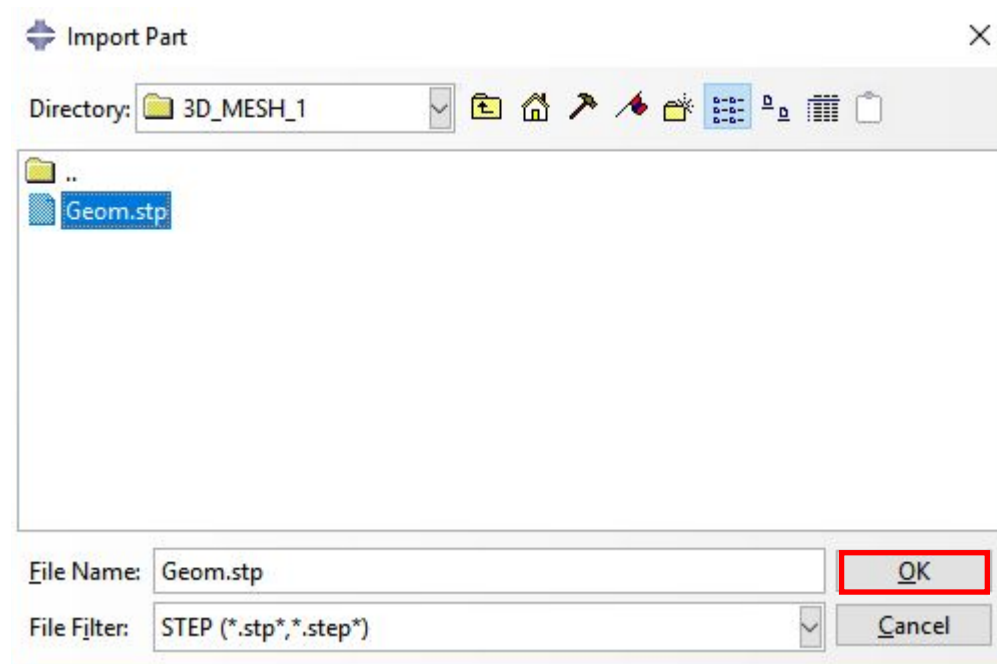 Import Part
Directory: 3D_MESH_1
..
Geom.stp
File Name: Geom.stp
OK
File Filter: STEP (*.stp*,*.step*)
Cancel